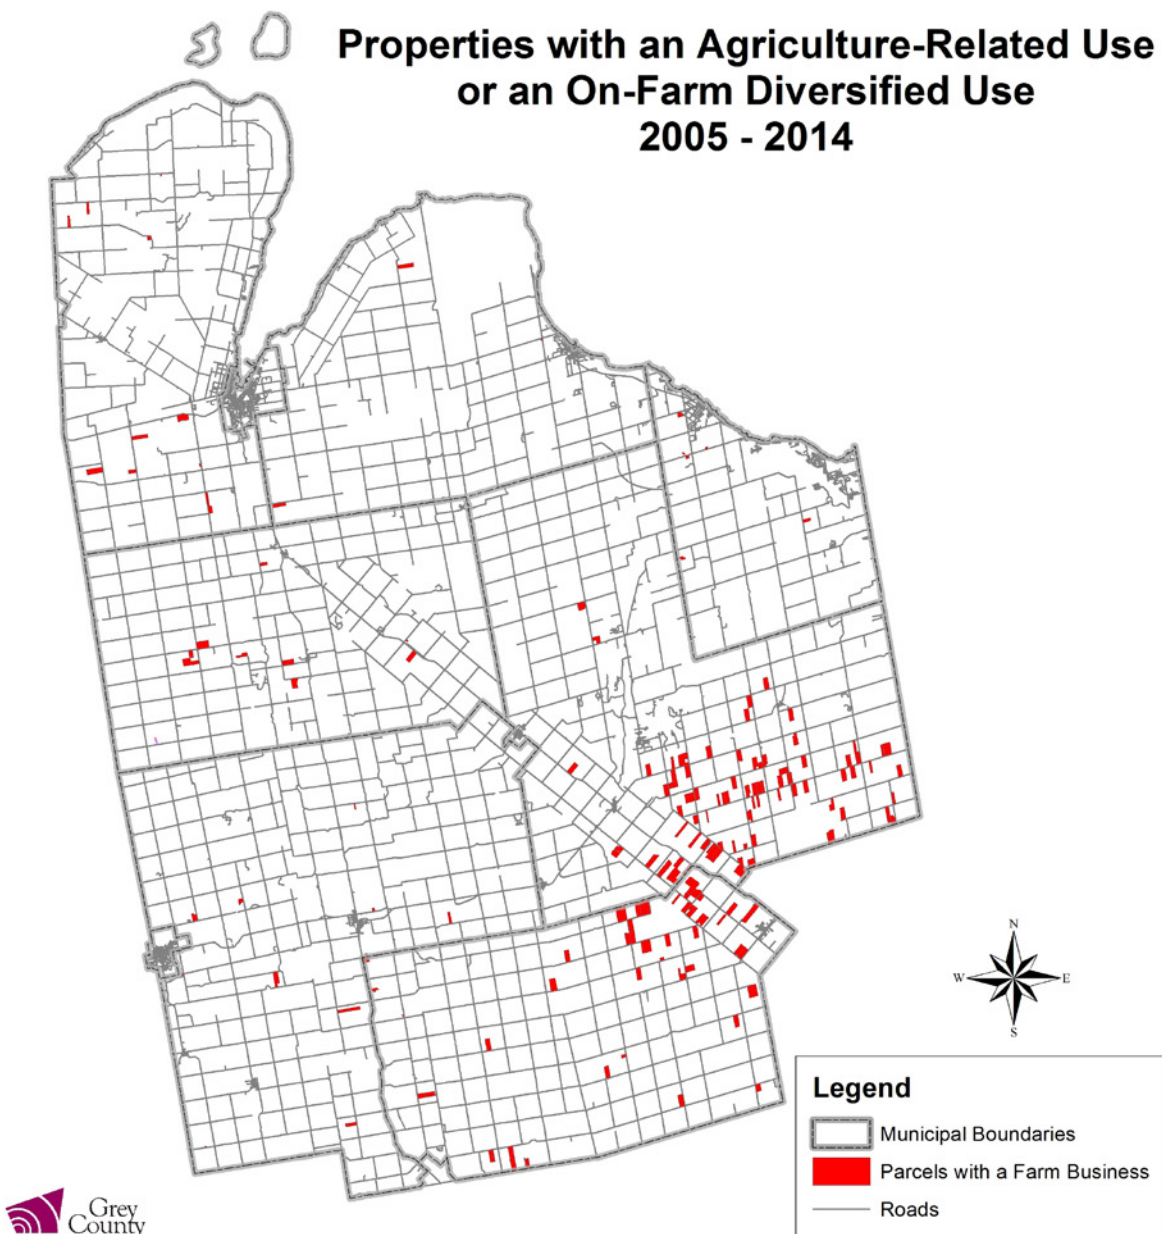 Properties with an Agriculture-Related Use
or an On-Farm Diversified Use
2005 - 2014
N
W
E
S
Legend
Municipal Boundaries
Parcels with a Farm Business
Roads
Grey
County